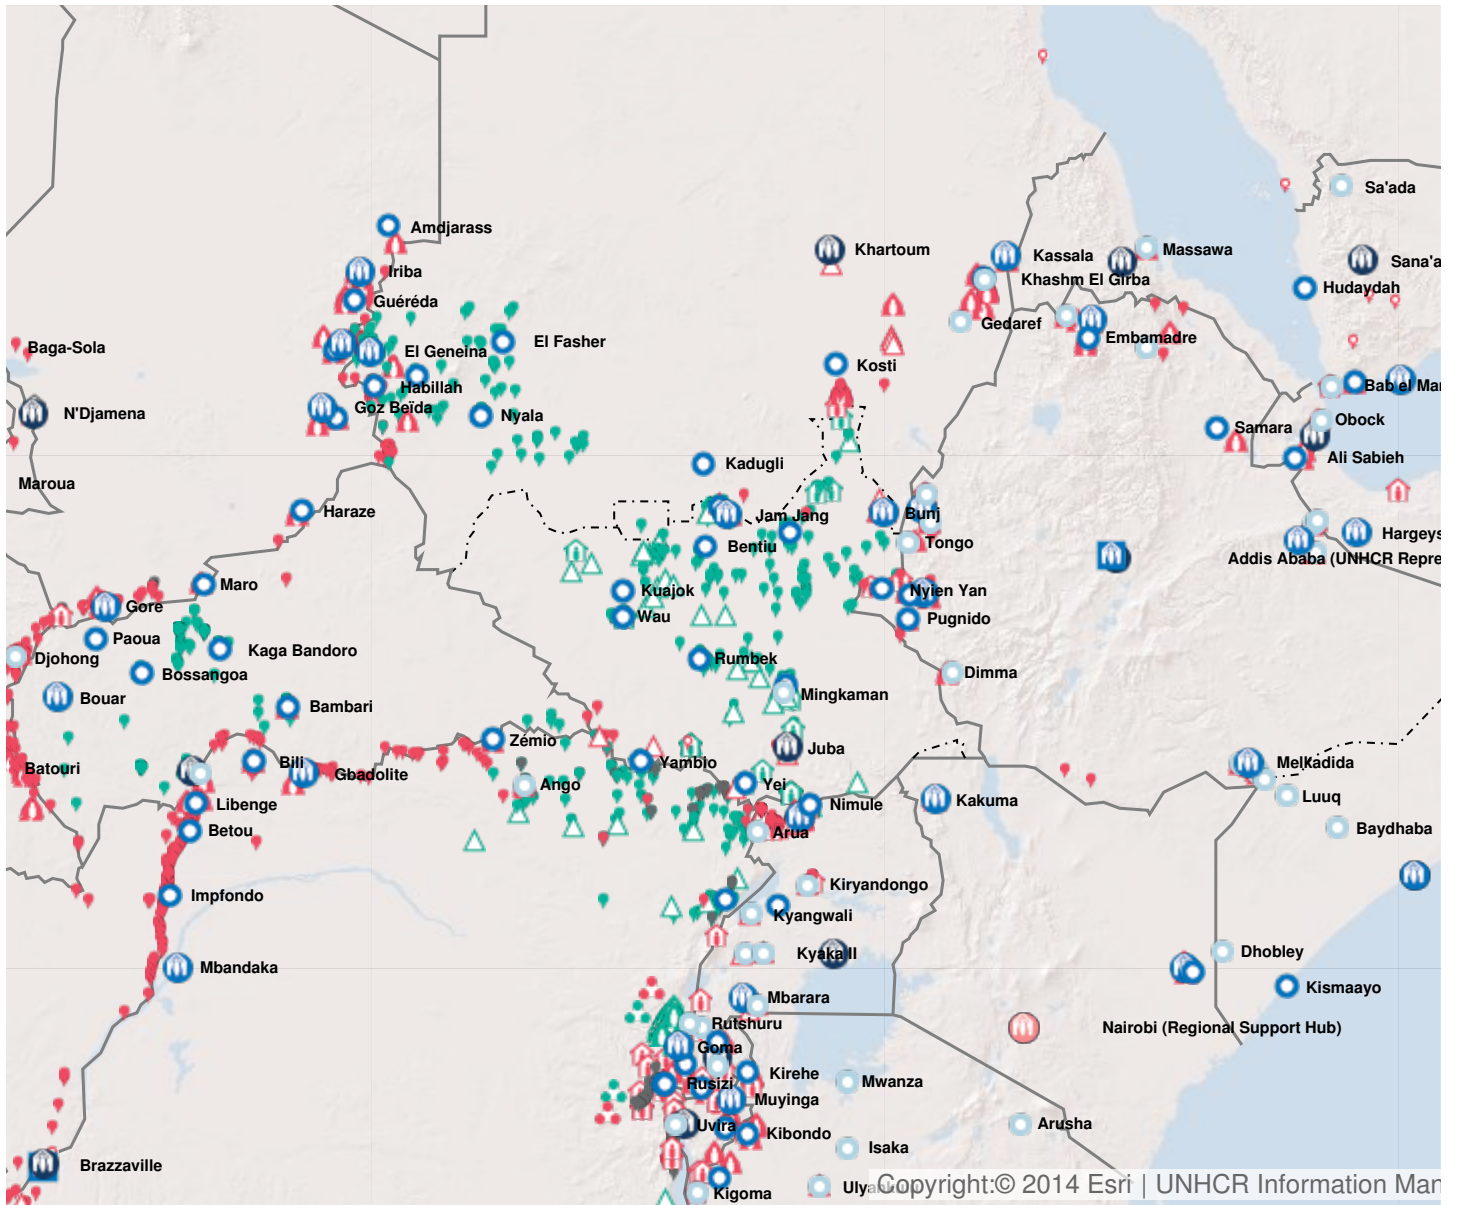 Sa'ada
Amdjarass
Khartoum
Kassala
Massawa
Sana'a
Iriba
Khashm El Girba
Hudaydah
Guéréda
Gedaref
Embamadre
Baga-Sola
El Geneina
El Fasher
Kosti
Habillah
Bab el Mar
N'Djamena
Goz Beïda
Nyala
Samara
Obock
Ali Sabieh
Kadugli
Maroua
Haraze
Jam Jang
Bunj
Hargeys
Bentiu
Tongo
Addis Ababa (UNHCR Repre
Maro
Kuajok
Nyien Yan
Gore
Wau
Pugnido
Paoua
Kaga Bandoro
Djohong
Rumbek
Bossangoa
Dimma
Bouar
Mingkaman
Bambari
Zémio
Juba
Batouri
Bili
Gbadolite
Yambio
Melkadida
Ango
Yei
Libenge
Nimule
Kakuma
Luuq
Betou
Arua
Baydhaba
Impfondo
Kiryandongo
Kyangwali
Kyaka II
Dhobley
Mbandaka
Kismaayo
Mbarara
Rutshuru
Nairobi (Regional Support Hub)
Goma
Kirehe
Rusizi
Mwanza
Muyinga
Uvira
Kibondo
Arusha
Isaka
Brazzaville
Kigoma
Copyright:© 2014 Esri | UNHCR Information Man